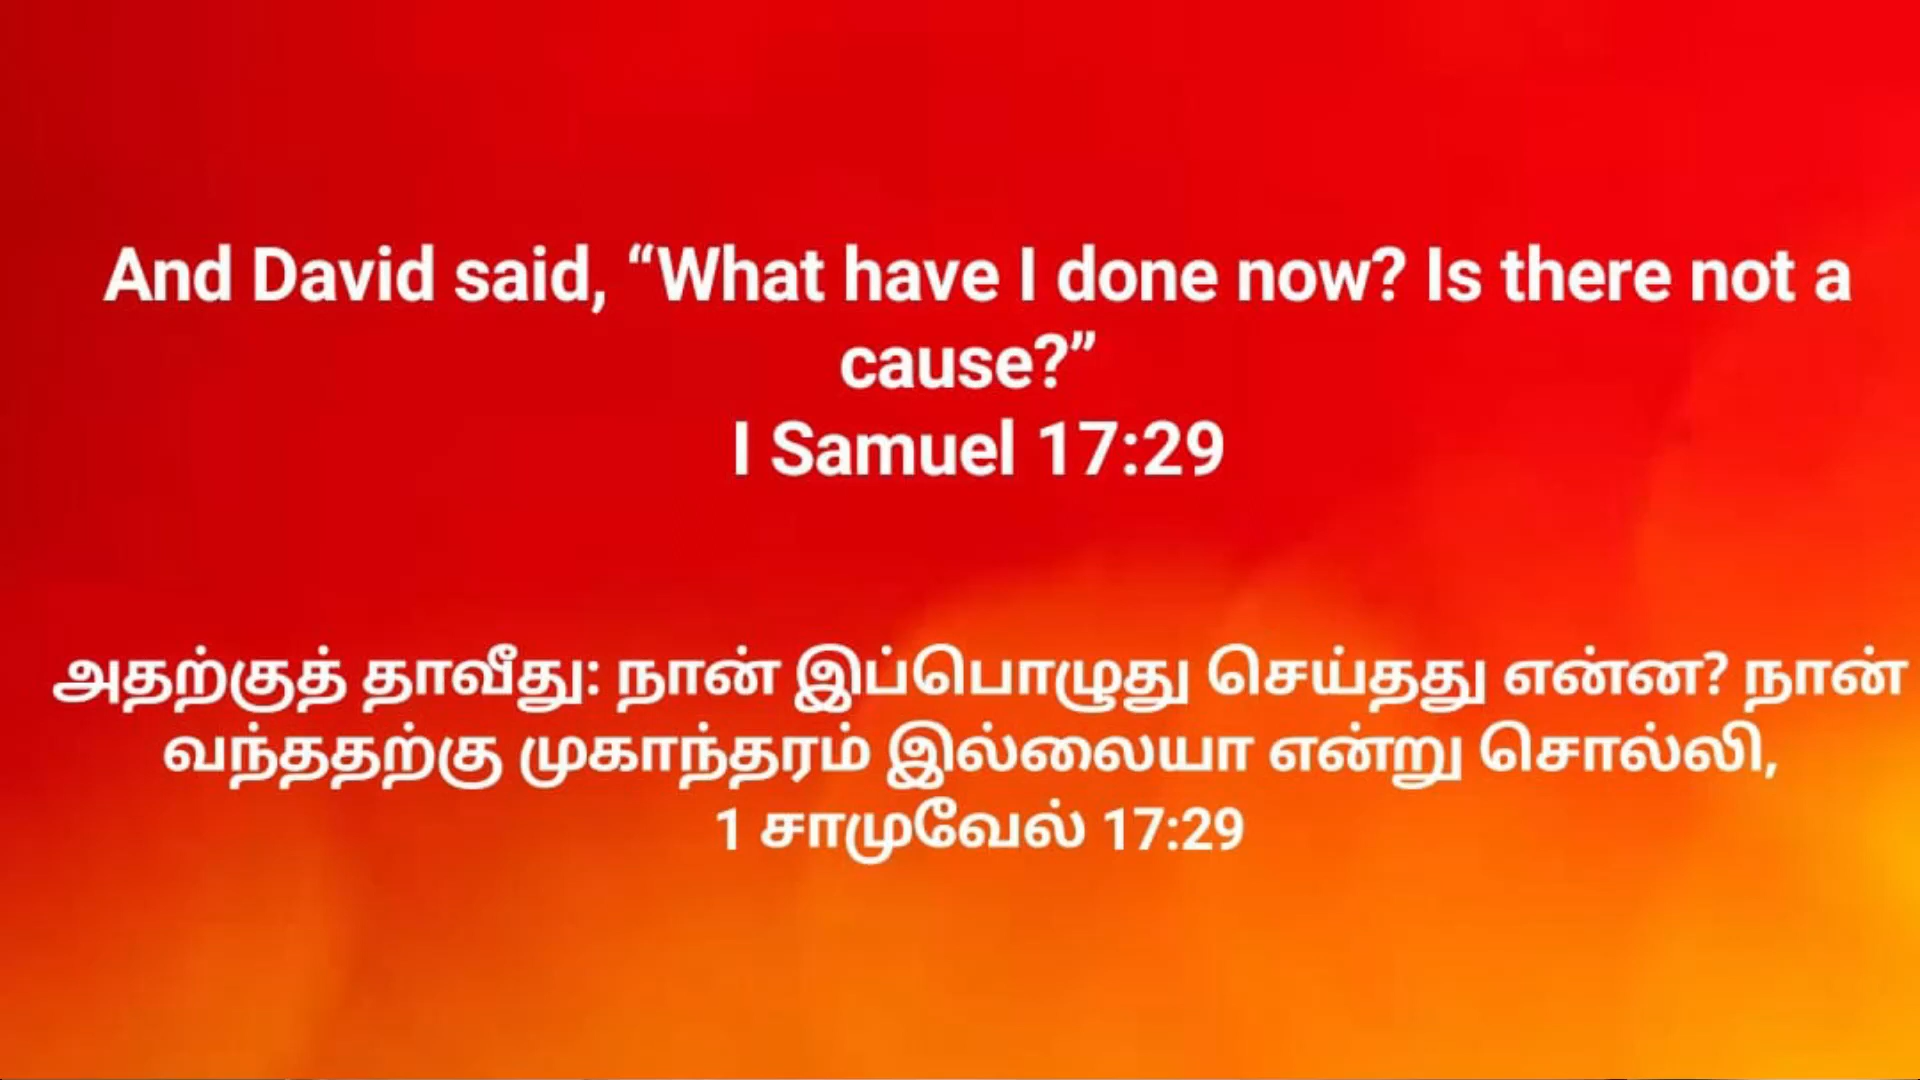 And David said, “What have I done now? Is there not a
cause?”
I Samuel 17:29
அதற்குத் தாவீது: நான் இப்பொழுது செய்தது என்ன? நான்
வந்ததற்கு முகாந்தரம் இல்லையா என்று சொல்லி,
1 சாமுவேல் 17:29